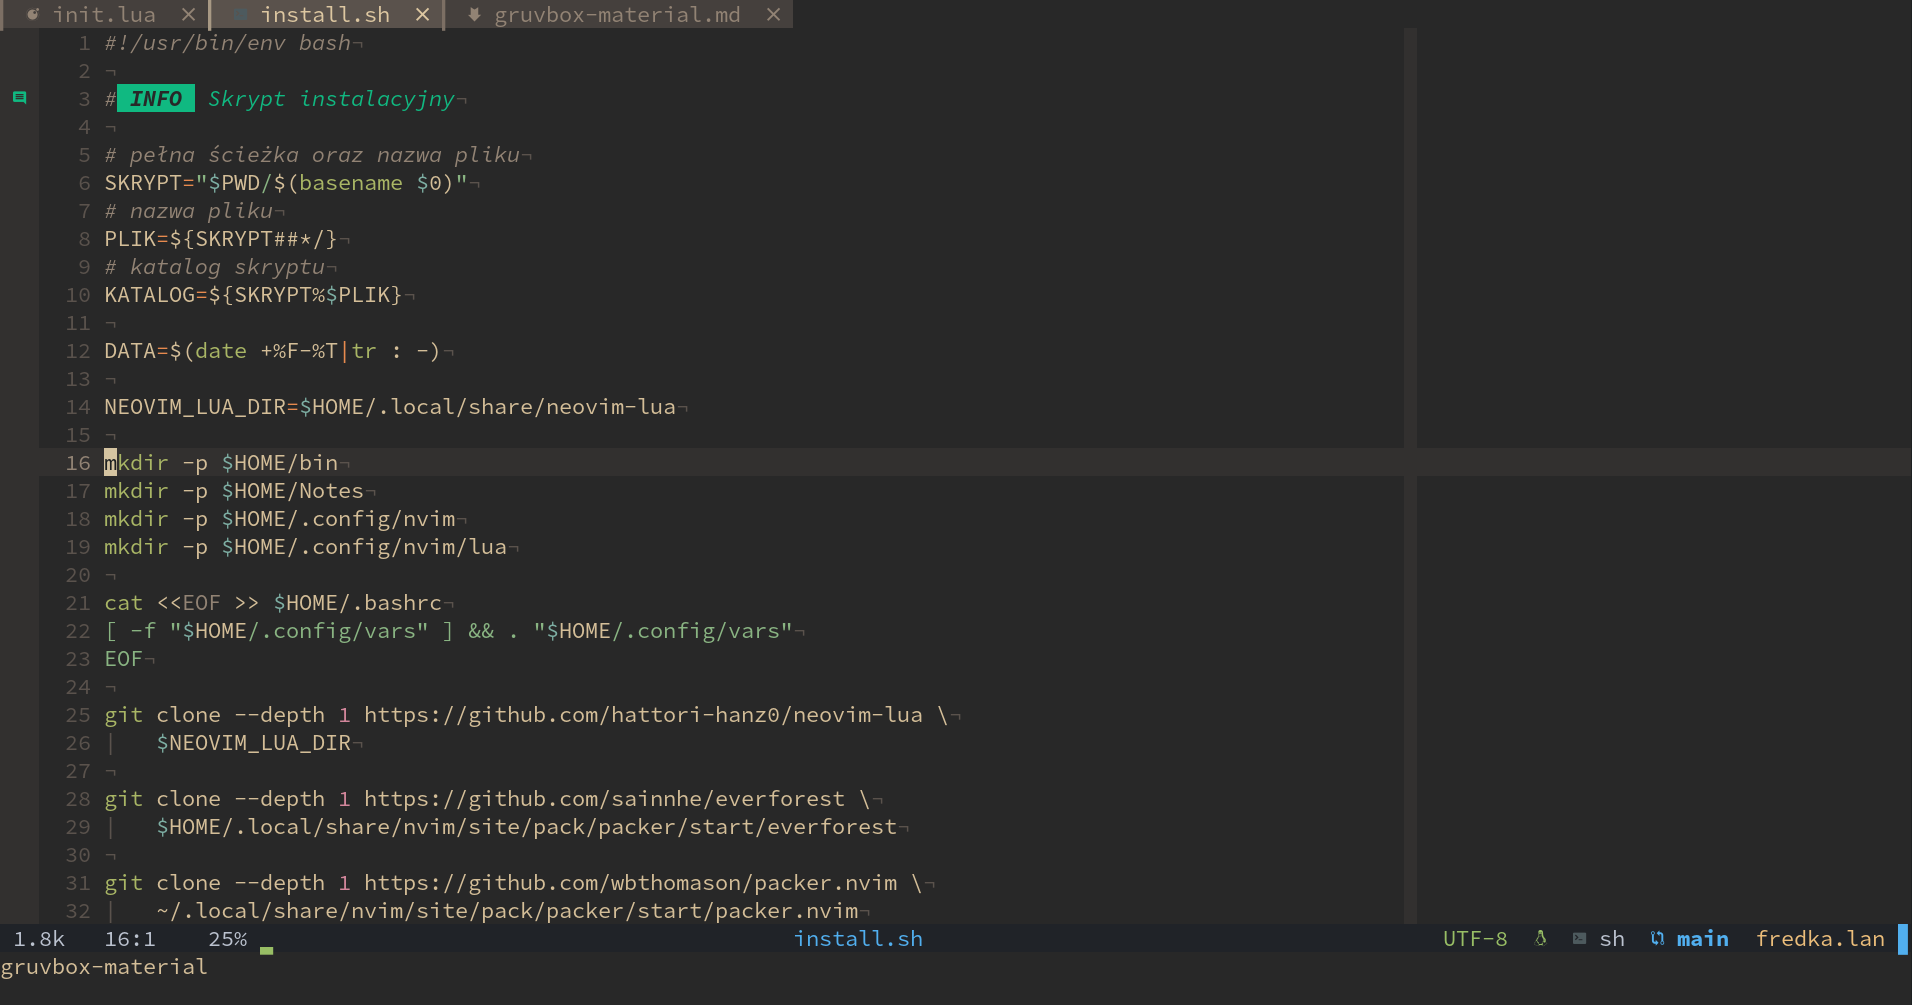 init.lua × install.sh × gruvbox-material.md ×
1 #!/usr/bin/env bash¬
2 ¬
3 # INFO Skrypt instalacyjny¬
4 ¬
5 # pełna ścieżka oraz nazwa pliku¬
6 SKRYPT="$PWD/$(basename $0)"¬
7 # nazwa pliku¬
8 PLIK=${SKRYPT##*/}¬
9 # katalog skryptu¬
10 KATALOG=${SKRYPT%$PLIK}¬
11 ¬
12 DATA=$(date +%F-%T|tr : -)¬
13 ¬
14 NEOVIM_LUA_DIR=$HOME/.local/share/neovim-lua¬
15 ¬
16 mkdir -p $HOME/bin¬
17 mkdir -p $HOME/Notes¬
18 mkdir -p $HOME/.config/nvim¬
19 mkdir -p $HOME/.config/nvim/lua¬
20 ¬
21 cat <<EOF >> $HOME/.bashrc¬
22 [ -f "$HOME/.config/vars" ] && . "$HOME/.config/vars"¬
23 EOF¬
24 ¬
25 git clone --depth 1 https://github.com/hattori-hanz0/neovim-lua \¬
26 │   $NEOVIM_LUA_DIR¬
27 ¬
28 git clone --depth 1 https://github.com/sainnhe/everforest \¬
29 │   $HOME/.local/share/nvim/site/pack/packer/start/everforest¬
30 ¬
31 git clone --depth 1 https://github.com/wbthomason/packer.nvim \¬
32 │   ~/.local/share/nvim/site/pack/packer/start/packer.nvim¬
1.8k 16:1 25% install.sh UTF-8 sh main fredka.lan
gruvbox-material